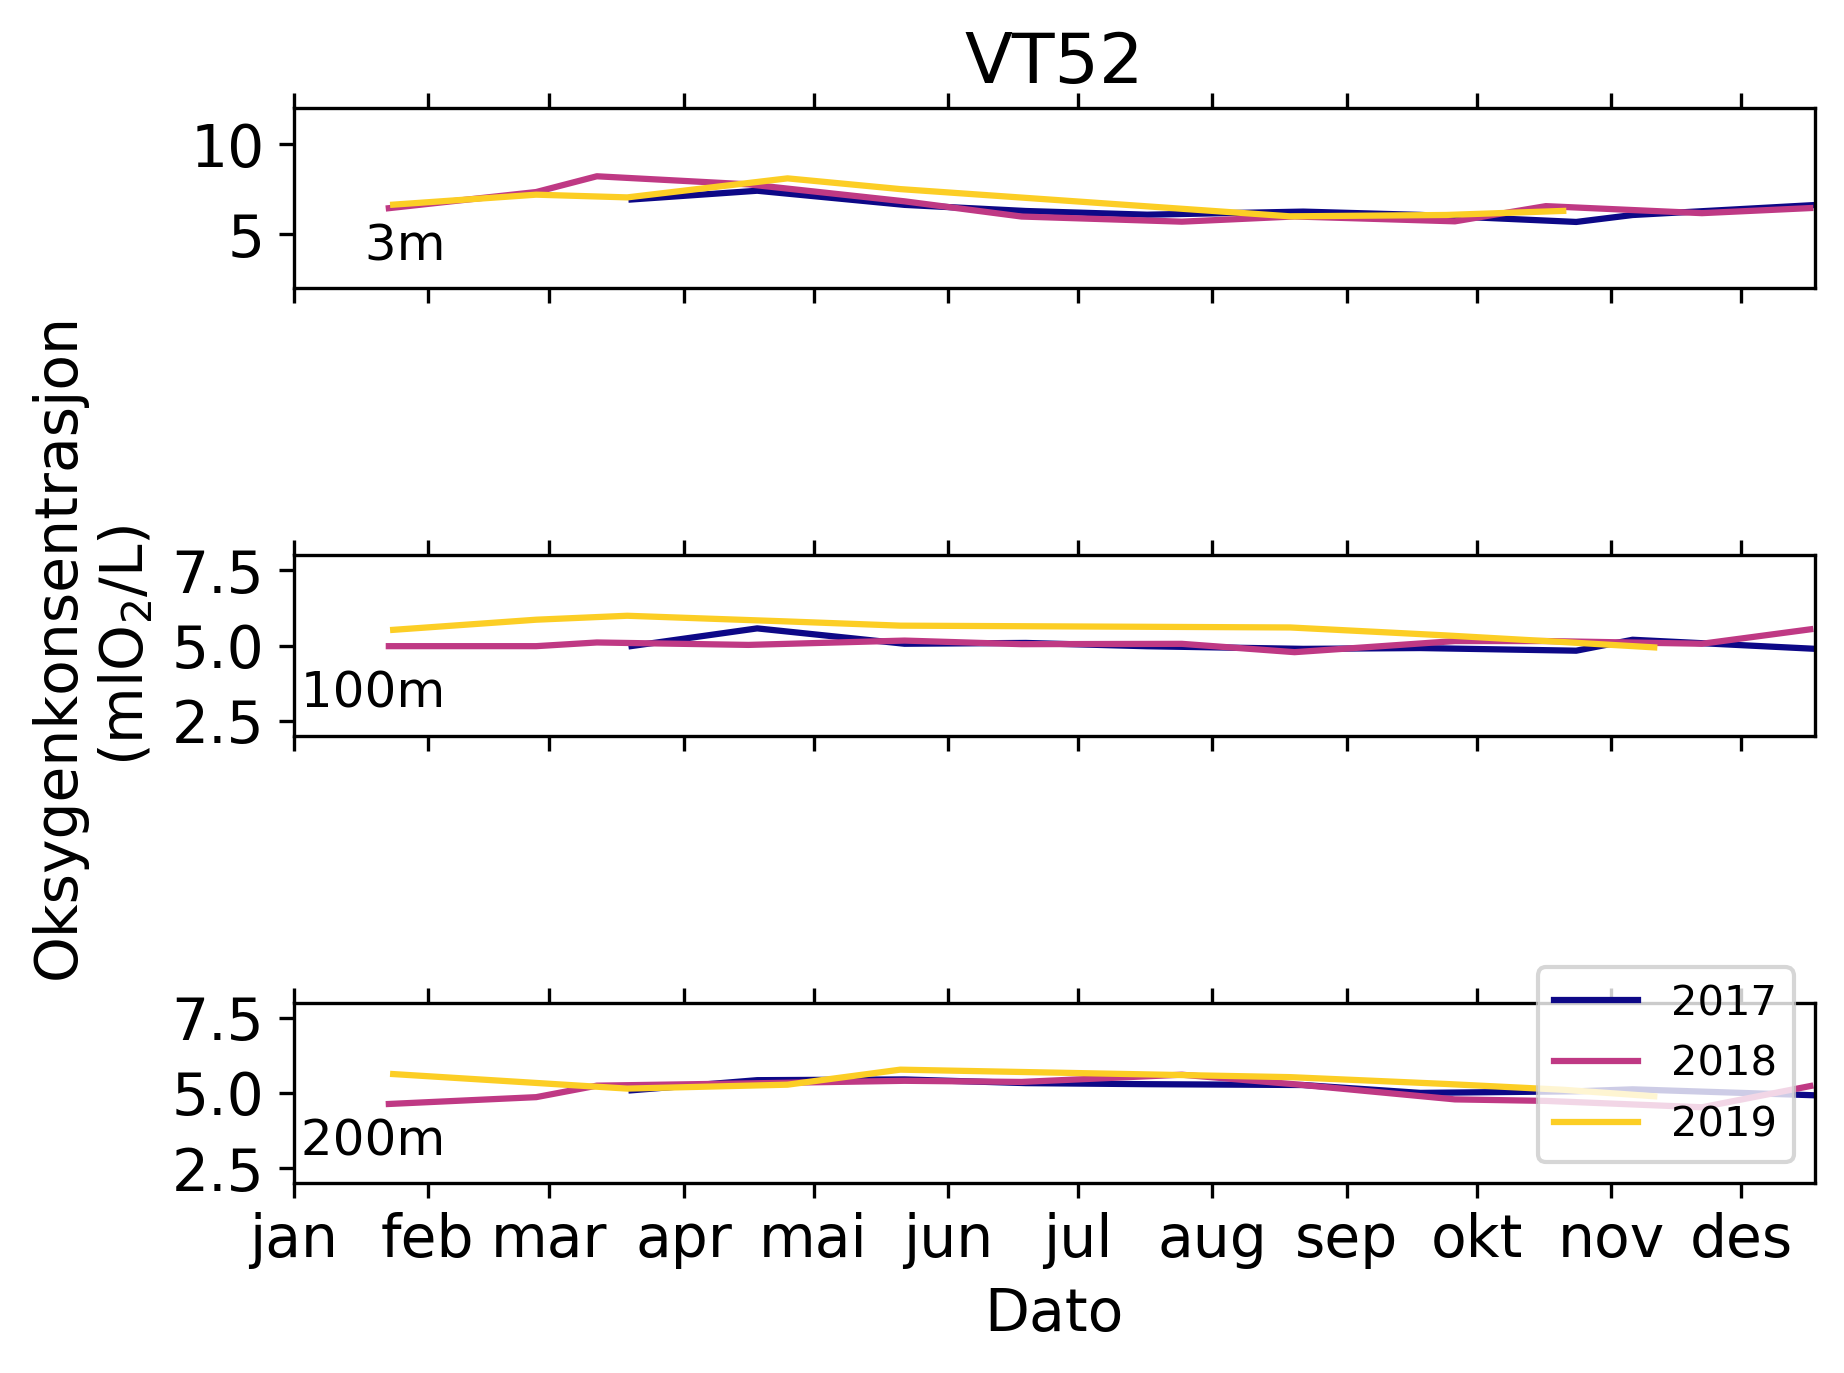 VT52
10
5
3m
Oksygenkonsentrasjon
(mlO₂/L)
7.5
5.0
2.5
100m
7.5
5.0
2.5
200m
2017
2018
2019
jan feb mar apr mai jun jul aug sep okt nov des
Dato